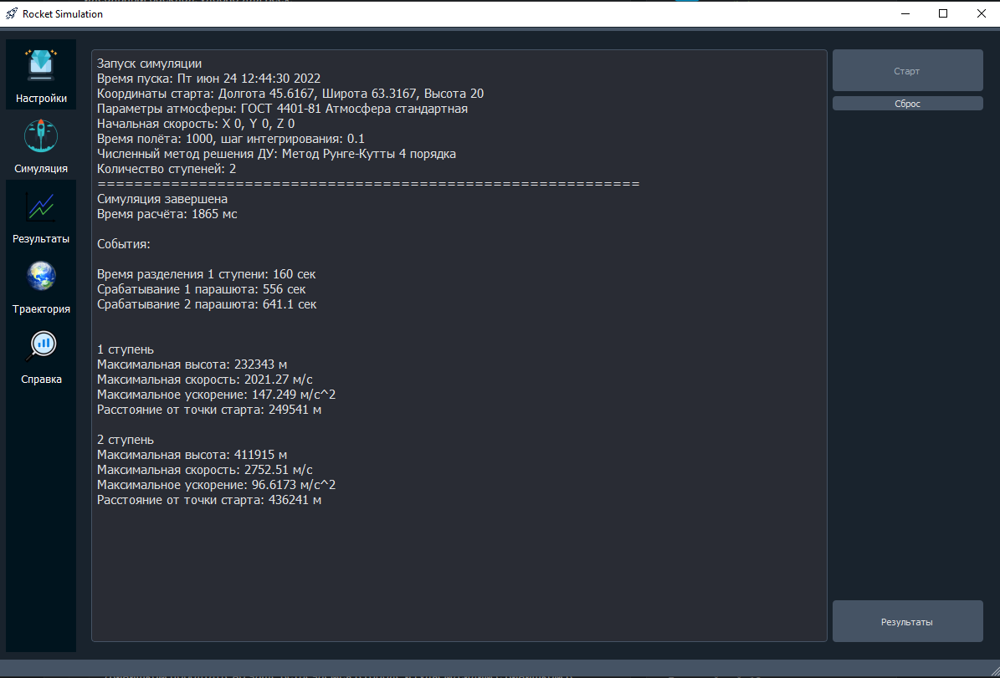 Rocket Simulation
Настройки
Симуляция
Результаты
Траектория
Справка
Запуск симуляции
Время пуска: Пт июн 24 12:44:30 2022
Координаты старта: Долгота 45.6167, Широта 63.3167, Высота 20
Параметры атмосферы: ГОСТ 4401-81 Атмосфера стандартная
Начальная скорость: X 0, Y 0, Z 0
Время полёта: 1000, шаг интегрирования: 0.1
Численный метод решения ДУ: Метод Рунге-Кутты 4 порядка
Количество ступеней: 2
===========================================================
Симуляция завершена
Время расчёта: 1865 мс
События:
Время разделения 1 ступени: 160 сек
Срабатывание 1 парашюта: 556 сек
Срабатывание 2 парашюта: 641.1 сек
1 ступень
Максимальная высота: 232343 м
Максимальная скорость: 2021.27 м/с
Максимальное ускорение: 147.249 м/с^2
Расстояние от точки старта: 249541 м
2 ступень
Максимальная высота: 411915 м
Максимальная скорость: 2752.51 м/с
Максимальное ускорение: 96.6173 м/с^2
Расстояние от точки старта: 436241 м
Старт
Сброс
Результаты